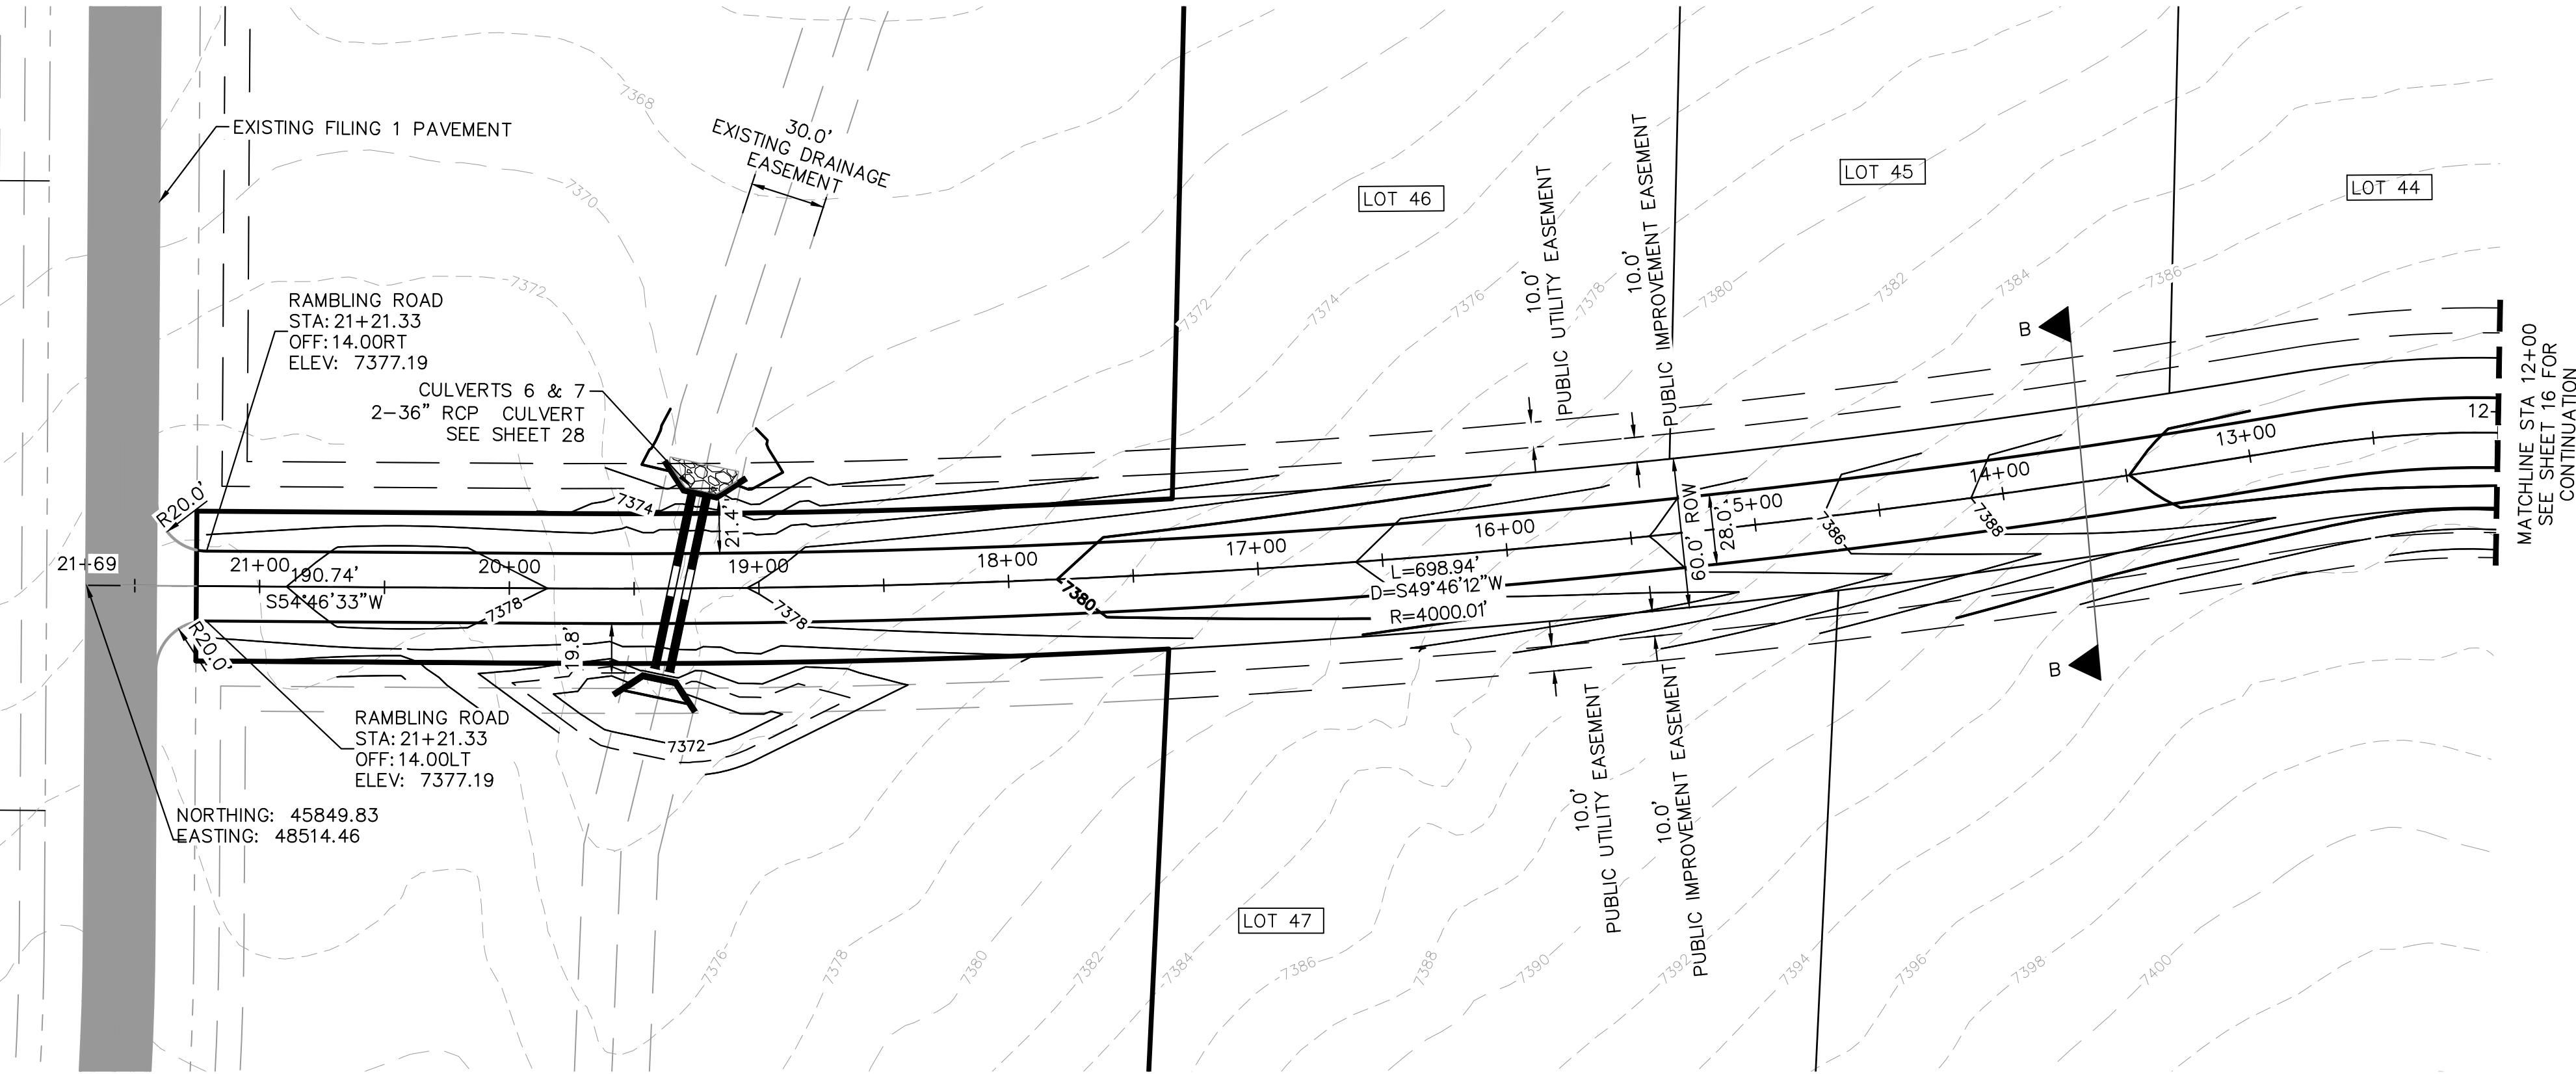 7368
EXISTING FILING 1 PAVEMENT
30.0'
EXISTING DRAINAGE
EASEMENT
7370
7372
LOT 46
LOT 45
LOT 44
10.0'
PUBLIC UTILITY EASEMENT
10.0'
PUBLIC IMPROVEMENT EASEMENT
7372
7374
7376
7378
7380
7382
7384
7386
RAMBLING ROAD
STA: 21+21.33
OFF: 14.00RT
ELEV: 7377.19
CULVERTS 6 & 7
2-36" RCP CULVERT
SEE SHEET 28
B
B
MATCHLINE STA 12+00
SEE SHEET 16 FOR
CONTINUATION
R20.0'
7374
21.4'
21+69
21+00
20+00
19+00
18+00
17+00
16+00
15+00
14+00
13+00
12
190.74'
S54°46'33"W
7378
7378
7380
L=698.94'
D=S49°46'12"W
R=4000.01'
60.0' ROW
28.0'
7386
7388
R20.0'
19.8'
7372
RAMBLING ROAD
STA: 21+21.33
OFF: 14.00LT
ELEV: 7377.19
NORTHING: 45849.83
EASTING: 48514.46
10.0'
PUBLIC UTILITY EASEMENT
10.0'
PUBLIC IMPROVEMENT EASEMENT
LOT 47
7376
7378
7380
7382
7384
7386
7388
7390
7392
7394
7396
7398
7400